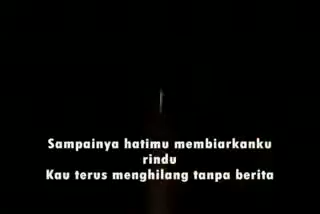 Sampainya hatimu membiarkanku
rindu
Kau terus menghilang tanpa berita